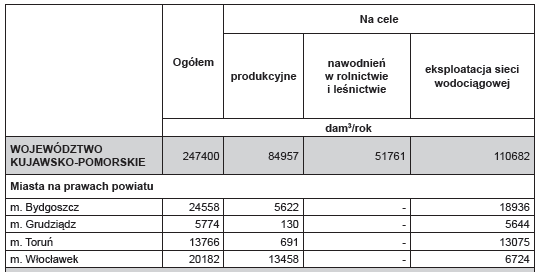 Ogółem
Na cele
produkcyjne
nawodnień
w rolnictwie
i leśnictwie
eksploatacja sieci
wodociągowej
dam³/rok
WOJEWÓDZTWO
KUJAWSKO-POMORSKIE 247400 84957 51761 110682
Miasta na prawach powiatu
m. Bydgoszcz 24558 5622 - 18936
m. Grudziądz 5774 130 - 5644
m. Toruń 13766 691 - 13075
m. Włocławek 20182 13458 - 6724